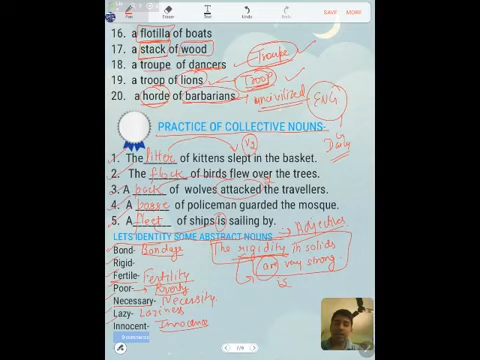 Pen Eraser Text Undo Redo SAVE MORE
16. a flotilla of boats
17. a stack of wood
18. a troupe of dancers Troupe
19. a troop of lions Troop
20. a horde of barbarians uncivilized ENG
Daily
PRACTICE OF COLLECTIVE NOUNS-
V2
1. The litter of kittens slept in the basket.
2. The flock of birds flew over the trees.
3. A pack of wolves attacked the travellers.
4. A posse of policeman guarded the mosque.
5. A fleet of ships is sailing by.
LETS IDENTITY SOME ABSTRACT NOUNS Adjectives
Bond- Bondage The rigidity in solids
Rigid- are very strong.
Fertile- Fertility is
Poor- Poverty
Necessary- Necessity.
Lazy- Laziness
Innocent- Innocence